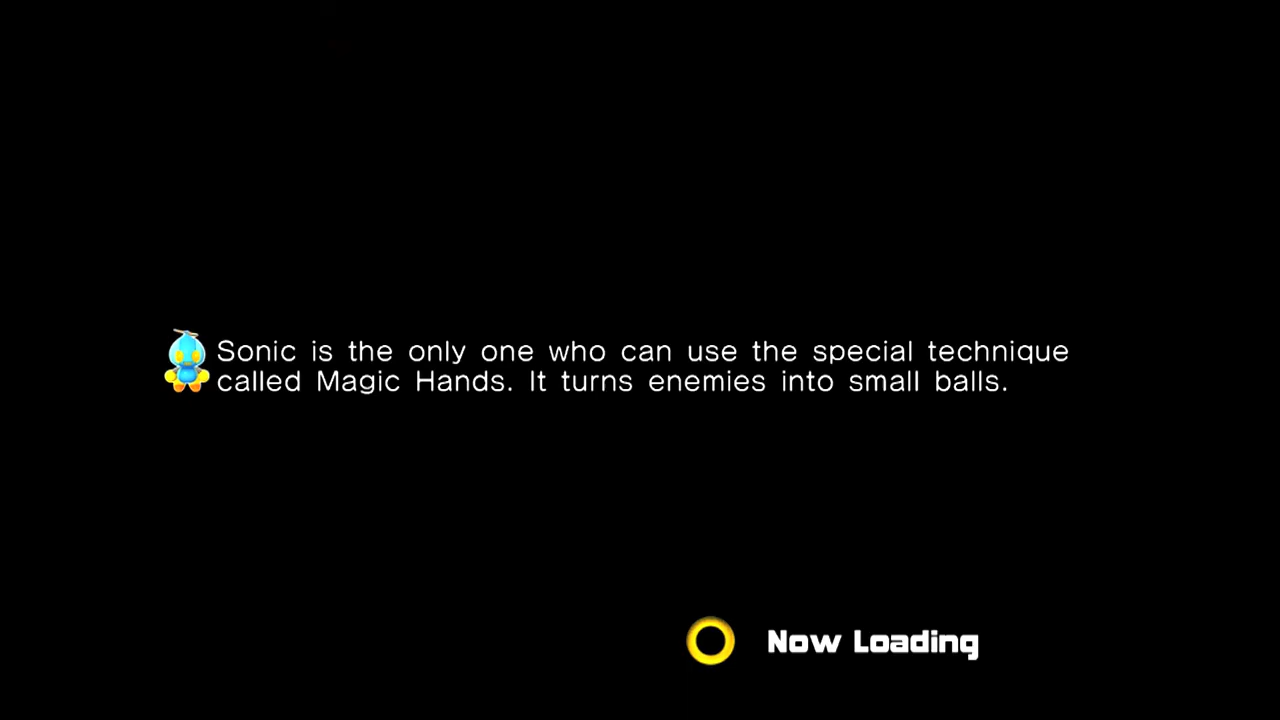 Sonic is the only one who can use the special technique
called Magic Hands. It turns enemies into small balls.
Now Loading